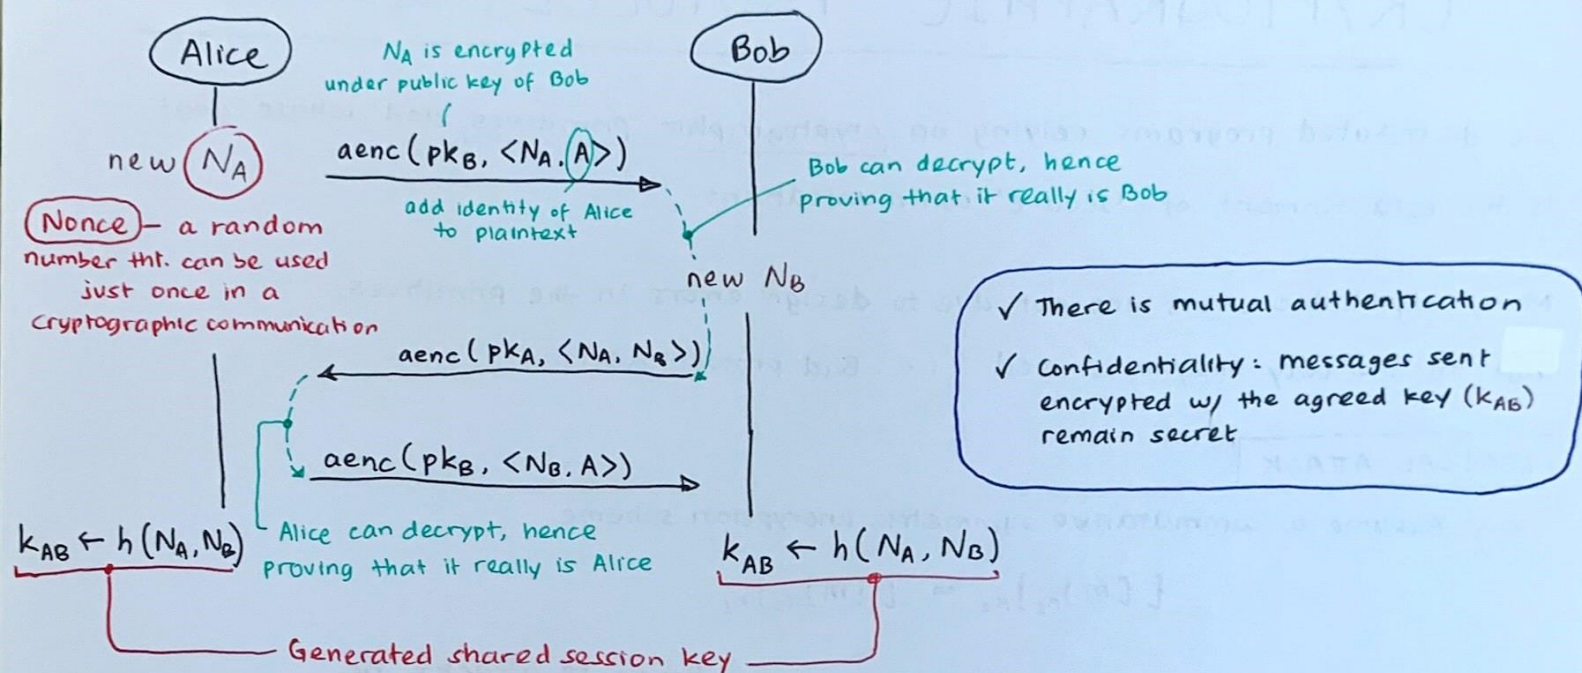 Alice
Bob
NA is encrypted
under public key of Bob
new NA
aenc(pkB, <NA, A>)
add identity of Alice
to plaintext
Bob can decrypt, hence
proving that it really is Bob
Nonce – a random
number tht. can be used
just once in a
cryptographic communication
new NB
aenc(pkA, <NA, NB>)
aenc(pkB, <NB, A>)
Alice can decrypt, hence
proving that it really is Alice
kAB ← h(NA, NB)
kAB ← h(NA, NB)
Generated shared session key
✓ There is mutual authentication
✓ Confidentiality: messages sent
encrypted w/ the agreed key (kAB)
remain secret